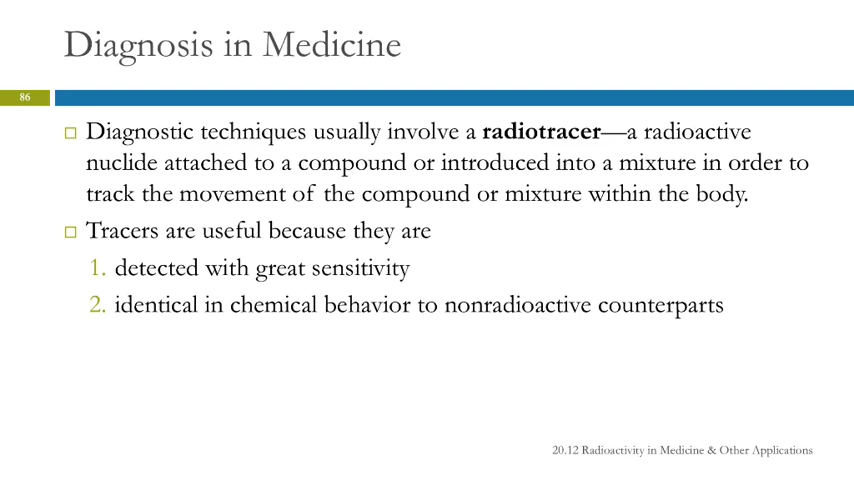 Diagnosis in Medicine
86
Diagnostic techniques usually involve a radiotracer—a radioactive
nuclide attached to a compound or introduced into a mixture in order to
track the movement of the compound or mixture within the body.
Tracers are useful because they are
1. detected with great sensitivity
2. identical in chemical behavior to nonradioactive counterparts
20.12 Radioactivity in Medicine & Other Applications